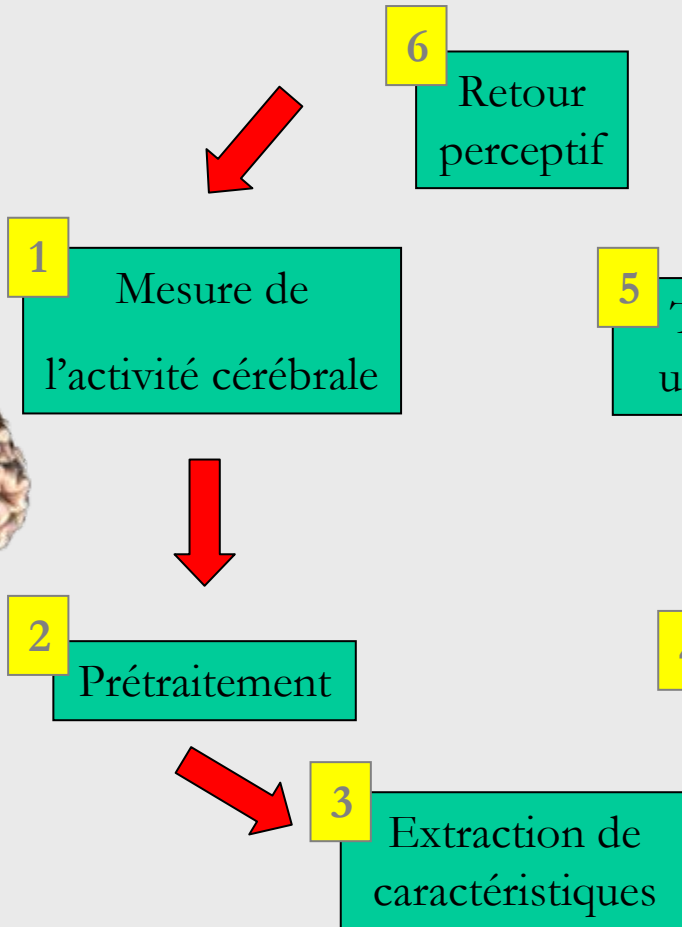 6
Retour
perceptif
1
Mesure de
l’activité cérébrale
5
2
Prétraitement
3
Extraction de
caractéristiques